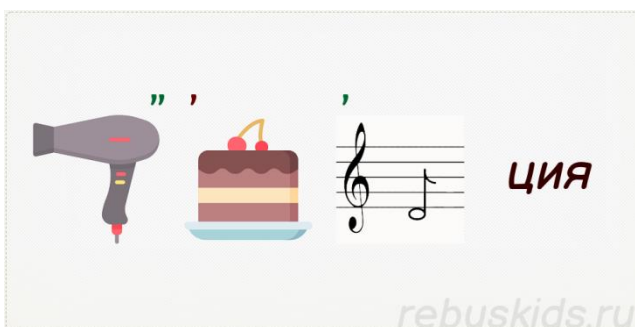 ,, , ,
ция
rebuskids.ru